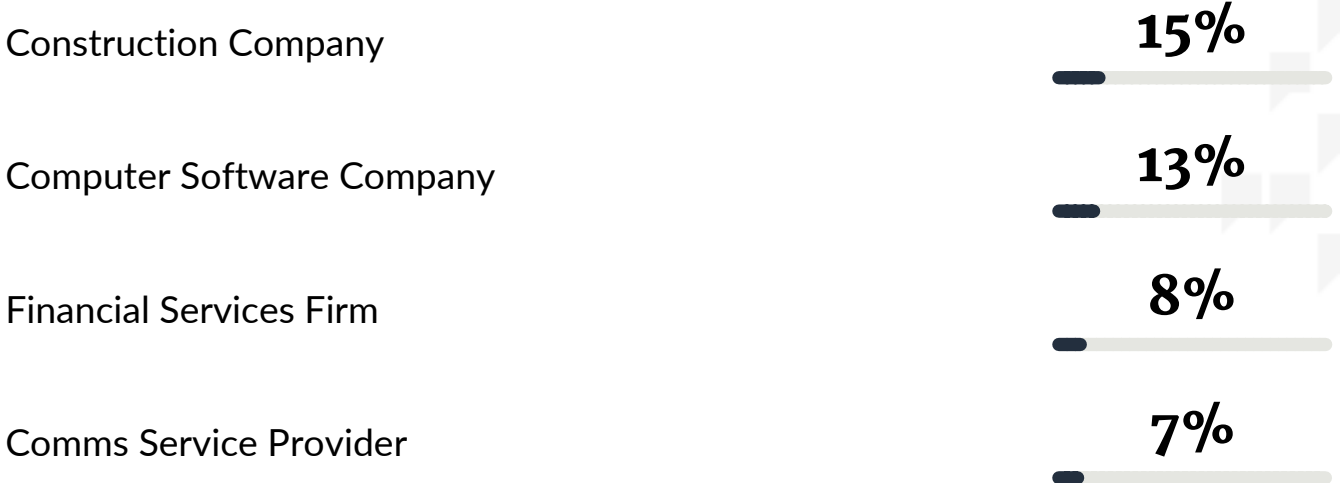 Construction Company
15%
Computer Software Company
13%
Financial Services Firm
8%
Comms Service Provider
7%